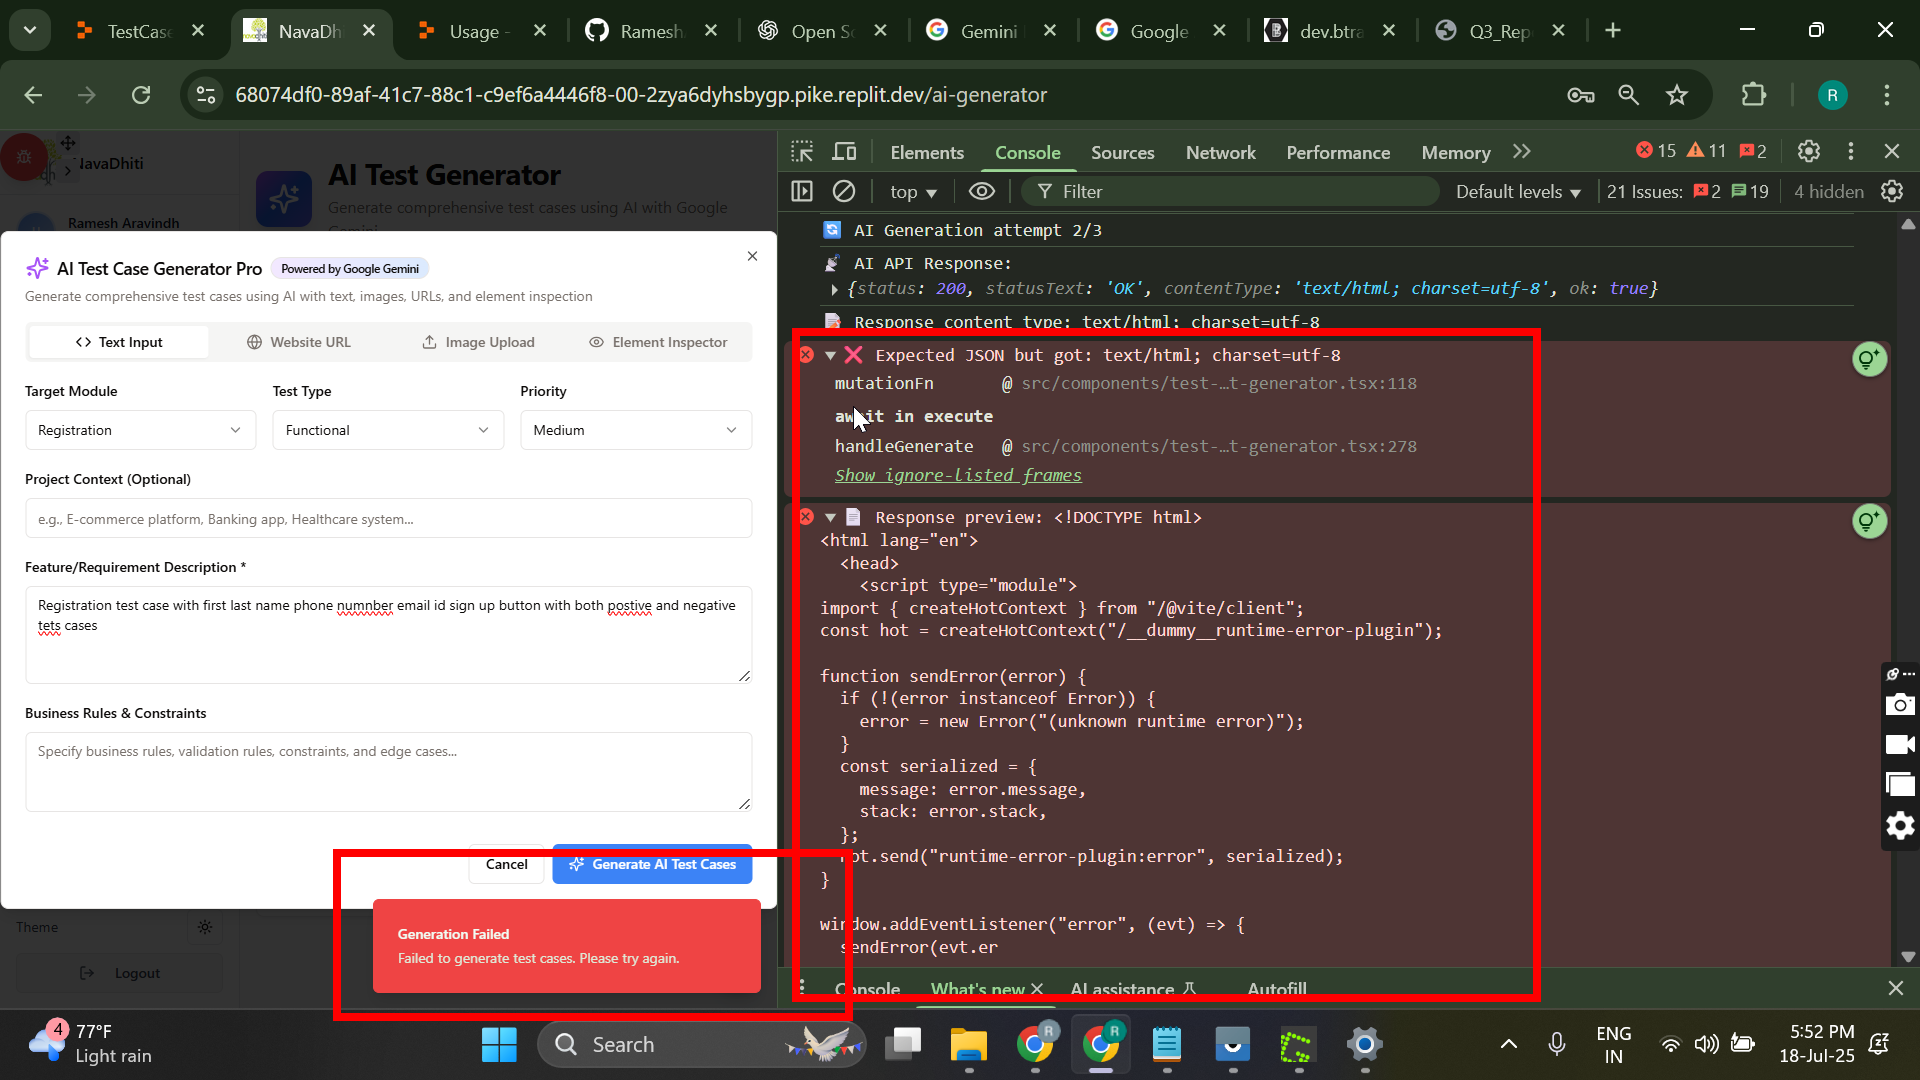 TestCase
NavaDh
Usage -
Ramesh
Open S
Gemini
Google
dev.btra
Q3_Rep
68074df0-89af-41c7-88c1-c9ef6a4446f8-00-2zya6dyhsbygp.pike.replit.dev/ai-generator
R
NavaDhiti
Ramesh Aravindh
AI Test Generator
Generate comprehensive test cases using AI with Google
Gemini
AI Test Case Generator Pro
Powered by Google Gemini
Generate comprehensive test cases using AI with text, images, URLs, and element inspection
Text Input
Website URL
Image Upload
Element Inspector
Target Module
Test Type
Priority
Registration
Functional
Medium
Project Context (Optional)
e.g., E-commerce platform, Banking app, Healthcare system...
Feature/Requirement Description *
Registration test case with first last name phone numnber email id sign up button with both postive and negative
tets cases
Business Rules & Constraints
Specify business rules, validation rules, constraints, and edge cases...
Cancel
Generate AI Test Cases
Theme
Logout
Generation Failed
Failed to generate test cases. Please try again.
Elements
Console
Sources
Network
Performance
Memory
15
11
2
top
Filter
Default levels
21 Issues:
2
19
4 hidden
AI Generation attempt 2/3
AI API Response:
{status: 200, statusText: 'OK', contentType: 'text/html; charset=utf-8', ok: true}
Response content type: text/html; charset=utf-8
Expected JSON but got: text/html; charset=utf-8
mutationFn @ src/components/test-…t-generator.tsx:118
await in execute
handleGenerate @ src/components/test-…t-generator.tsx:278
Show ignore-listed frames
Response preview: <!DOCTYPE html>
<html lang="en">
<head>
<script type="module">
import { createHotContext } from "/@vite/client";
const hot = createHotContext("/__dummy__runtime-error-plugin");
function sendError(error) {
if (!(error instanceof Error)) {
error = new Error("(unknown runtime error)");
}
const serialized = {
message: error.message,
stack: error.stack,
};
hot.send("runtime-error-plugin:error", serialized);
}
window.addEventListener("error", (evt) => {
sendError(evt.er
Console
What's new
AI assistance
Autofill
4
77°F
Light rain
Search
R
R
ENG
IN
5:52 PM
18-Jul-25